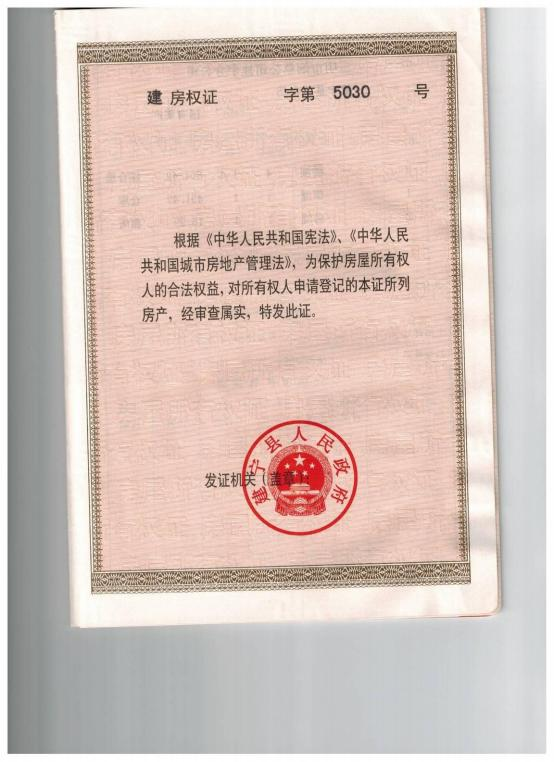 建 房权证 字第 5030 号
根据《中华人民共和国宪法》、《中华人民
共和国城市房地产管理法》，为保护房屋所有权
人的合法权益，对所有权人申请登记的本证所列
房产，经审查属实，特发此证。
发证机关（盖章）
建宁县人民政府